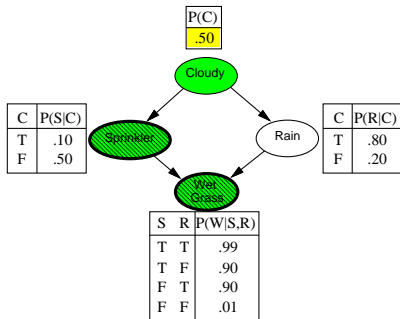 P(C)
.50
Cloudy
C P(S|C)
T .10
F .50
Sprinkler
Rain
C P(R|C)
T .80
F .20
Wet
Grass
S R P(W|S,R)
T T .99
T F .90
F T .90
F F .01